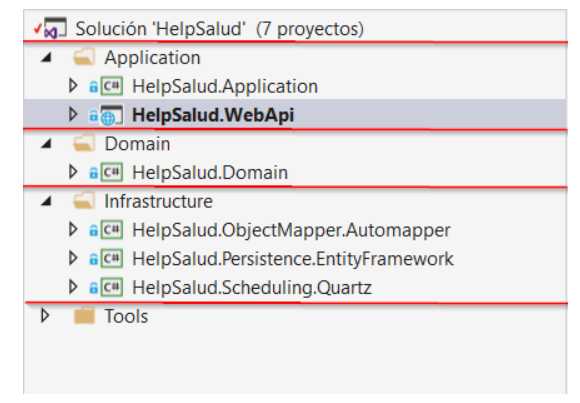 Solución 'HelpSalud' (7 proyectos)
Application
C# HelpSalud.Application
HelpSalud.WebApi
Domain
C# HelpSalud.Domain
Infrastructure
C# HelpSalud.ObjectMapper.Automapper
C# HelpSalud.Persistence.EntityFramework
C# HelpSalud.Scheduling.Quartz
Tools